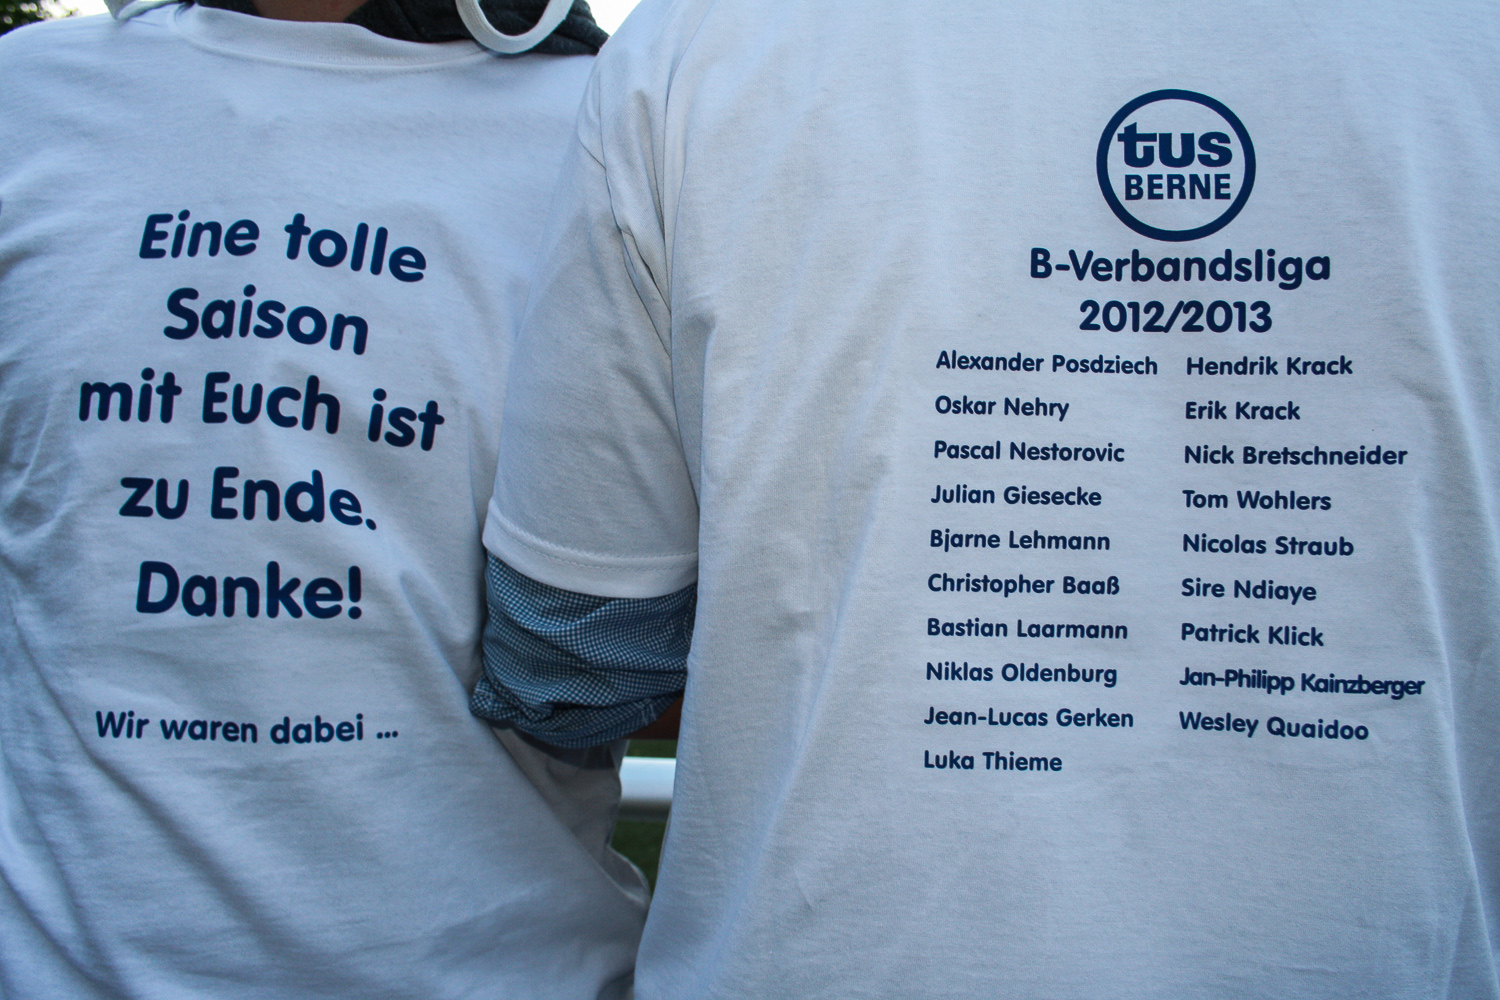 Eine tolle
Saison
mit Euch ist
zu Ende.
Danke!
Wir waren dabei ...
tus
BERNE
B-Verbandsliga
2012/2013
Alexander Posdziech
Oskar Nehry
Pascal Nestorovic
Julian Giesecke
Bjarne Lehmann
Christopher Baaß
Bastian Laarmann
Niklas Oldenburg
Jean-Lucas Gerken
Luka Thieme
Hendrik Krack
Erik Krack
Nick Bretschneider
Tom Wohlers
Nicolas Straub
Sire Ndiaye
Patrick Klick
Jan-Philipp Kainzberger
Wesley Quaidoo